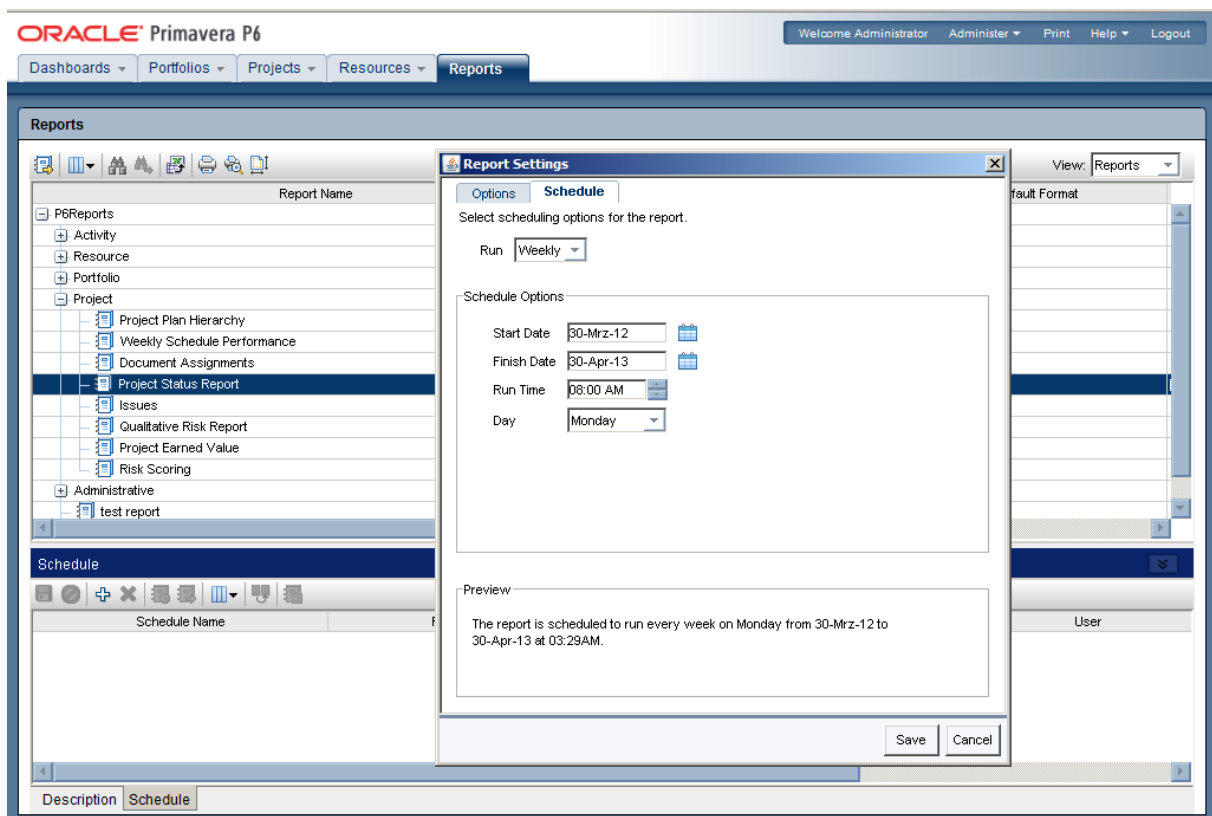 ORACLE Primavera P6
Welcome Administrator Administer Print Help Logout
Dashboards Portfolios Projects Resources Reports
Reports
View: Reports
Report Name
fault Format
P6Reports
Activity
Resource
Portfolio
Project
Project Plan Hierarchy
Weekly Schedule Performance
Document Assignments
Project Status Report
Issues
Qualitative Risk Report
Project Earned Value
Risk Scoring
Administrative
test report
Report Settings
Options Schedule
Select scheduling options for the report.
Run Weekly
Schedule Options
Start Date 30-Mrz-12
Finish Date 30-Apr-13
Run Time 08:00 AM
Day Monday
Preview
The report is scheduled to run every week on Monday from 30-Mrz-12 to
30-Apr-13 at 03:29AM.
Save Cancel
Schedule
Schedule Name
User
Description Schedule